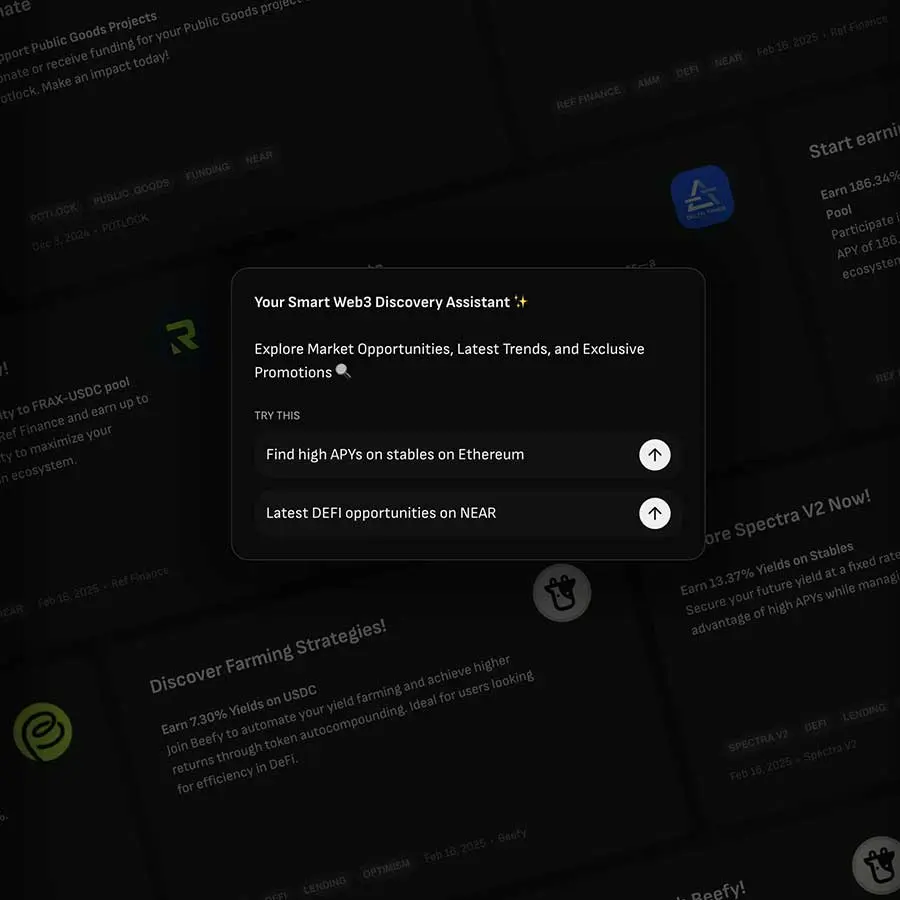 Support Public Goods Projects
Donate or receive funding for your Public Goods project
Potlock. Make an impact today!
POTLOCK PUBLIC GOODS FUNDING NEAR
Dec 3, 2024 • POTLOCK
REF FINANCE AMM DEFI NEAR Feb 16, 2025 • Ref Finance
Start earni
Earn 186.34%
Pool
Participate i
APY of 186.
ecosystem
REF
Your Smart Web3 Discovery Assistant ✨
Explore Market Opportunities, Latest Trends, and Exclusive
Promotions 🔍
TRY THIS
Find high APYs on stables on Ethereum
Latest DEFI opportunities on NEAR
ity to FRAX-USDC pool
Ref Finance and earn up to
ty to maximize your
n ecosystem.
NEAR Feb 16, 2025 • Ref Finance
ore Spectra V2 Now!
Earn 13.37% Yields on Stables
Secure your future yield at a fixed rate
advantage of high APYs while managi
SPECTRA V2 DEFI LENDING
Feb 16, 2025 • Spectra V2
Discover Farming Strategies!
Earn 7.30% Yields on USDC
Join Beefy to automate your yield farming and achieve higher
returns through token autocompounding. Ideal for users looking
for efficiency in DeFi.
DEFI LENDING OPTIMISM Feb 16, 2025 • Beefy
Beefy!